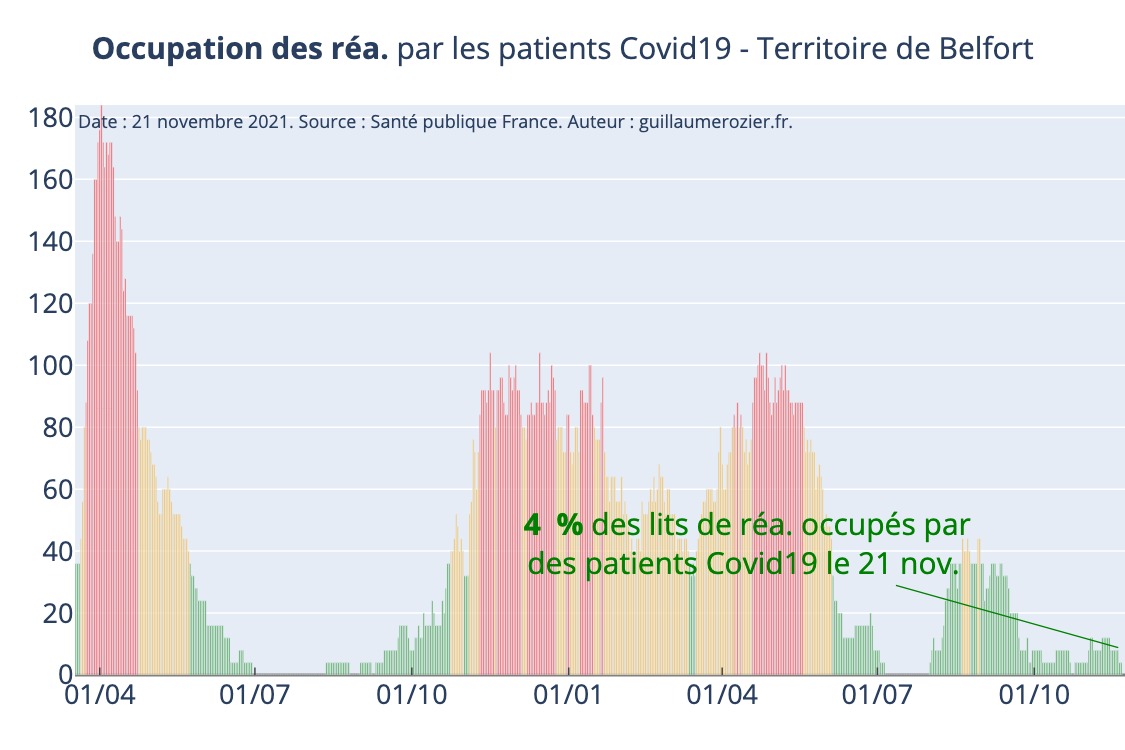 Occupation des réa. par les patients Covid19 - Territoire de Belfort
180
Date : 21 novembre 2021. Source : Santé publique France. Auteur : guillaumerozier.fr.
160
140
120
100
80
60
4 % des lits de réa. occupés par
des patients Covid19 le 21 nov.
40
20
0
01/04 01/07 01/10 01/01 01/04 01/07 01/10